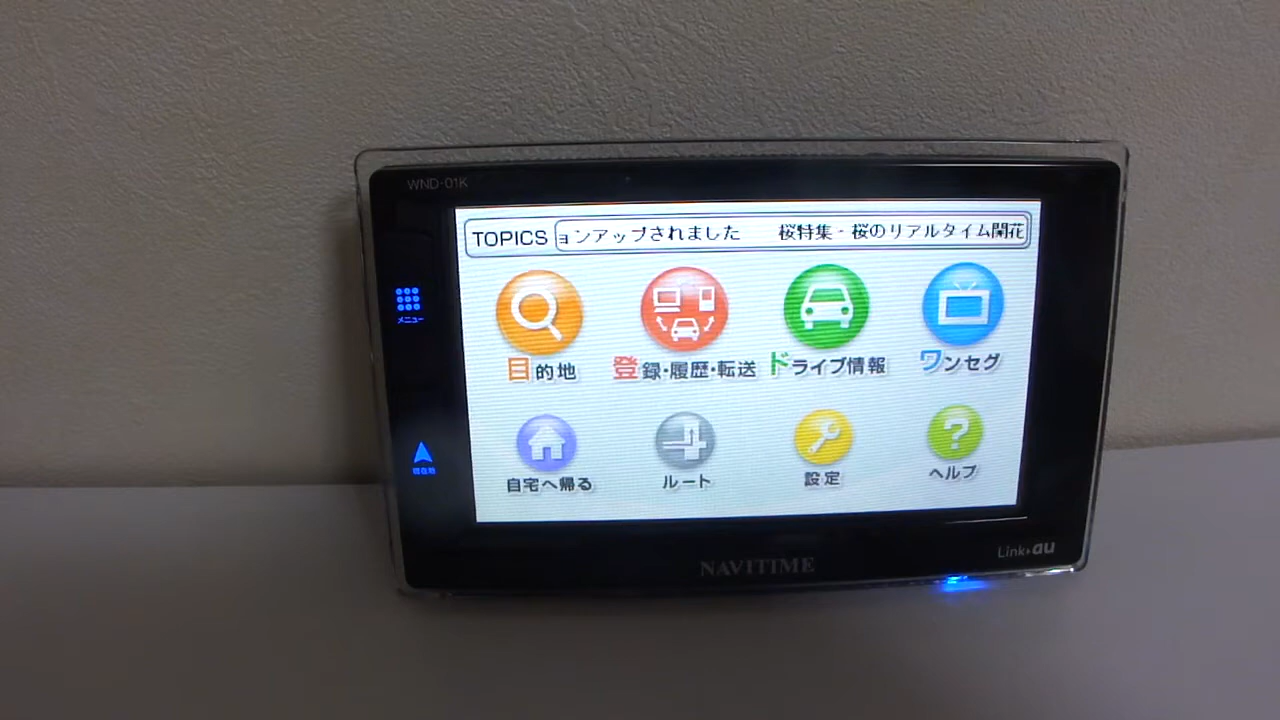 WND-01K
TOPICS ョンアップされました 桜特集 - 桜のリアルタイム開花
メニュー
目的地 登録・履歴・転送 ドライブ情報 ワンセグ
現在地
自宅へ帰る ルート 設定 ヘルプ
NAVITIME
Link au